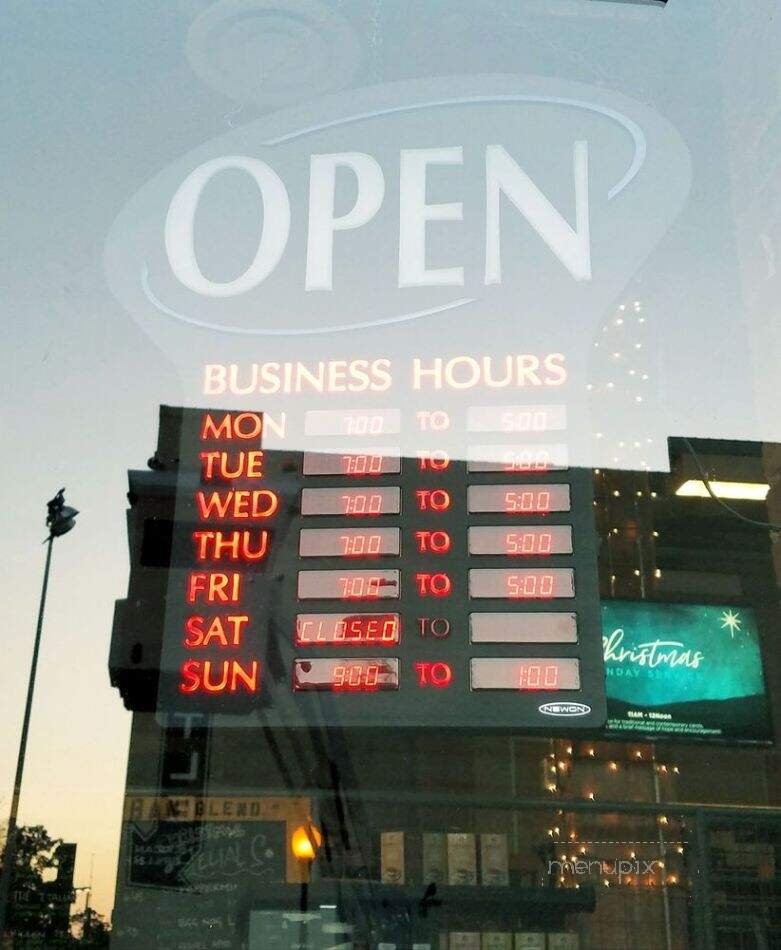 OPEN
BUSINESS HOURS
MON 7:00 TO 5:00
TUE 7:00 TO 5:00
WED 7:00 TO 5:00
THU 7:00 TO 5:00
FRI 7:00 TO 5:00
SAT CLOSED TO
SUN 9:00 TO 1:00
NEWON
Christmas
11AM - 12Noon
BLEND
menupix